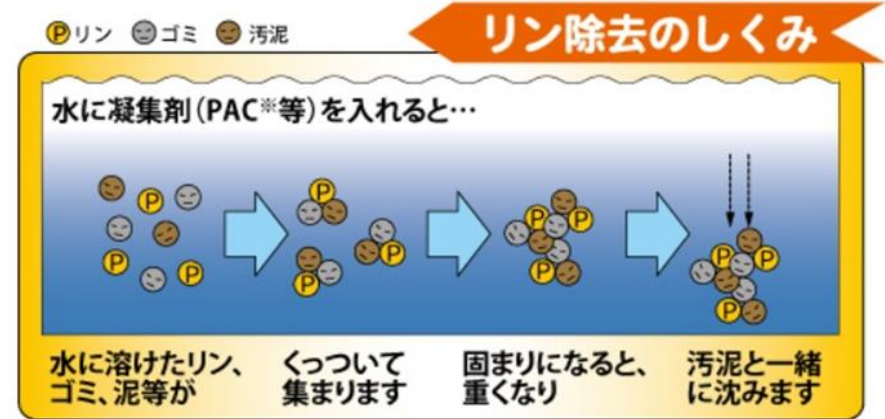 Pリン ゴミ 汚泥
リン除去のしくみ
水に凝集剤(PAC※等)を入れると…
P
P
P
P
P
P
P
P
P
P
P
P
水に溶けたリン、
ゴミ、泥等が
くっついて
集まります
固まりになると、
重くなり
汚泥と一緒
に沈みます